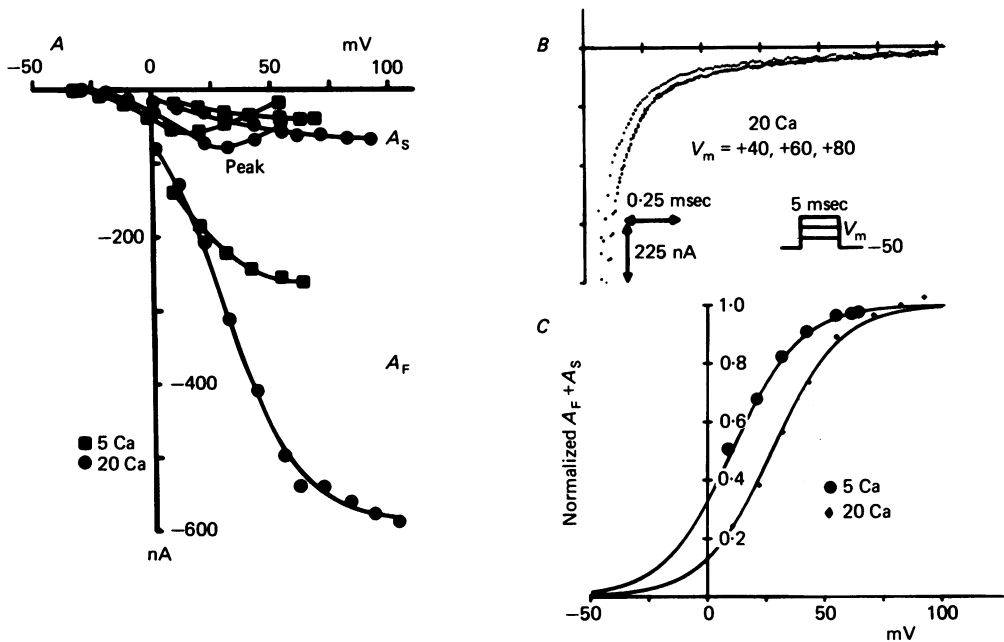 A
mV
−50
0
50
100
A_S
Peak
−200
A_F
−400
5 Ca
20 Ca
−600
nA
B
20 Ca
V_m = +40, +60, +80
0·25 msec
225 nA
5 msec
V_m
−50
C
Normalized A_F + A_S
1·0
0·8
0·6
0·4
0·2
5 Ca
20 Ca
−50
0
50
100
mV